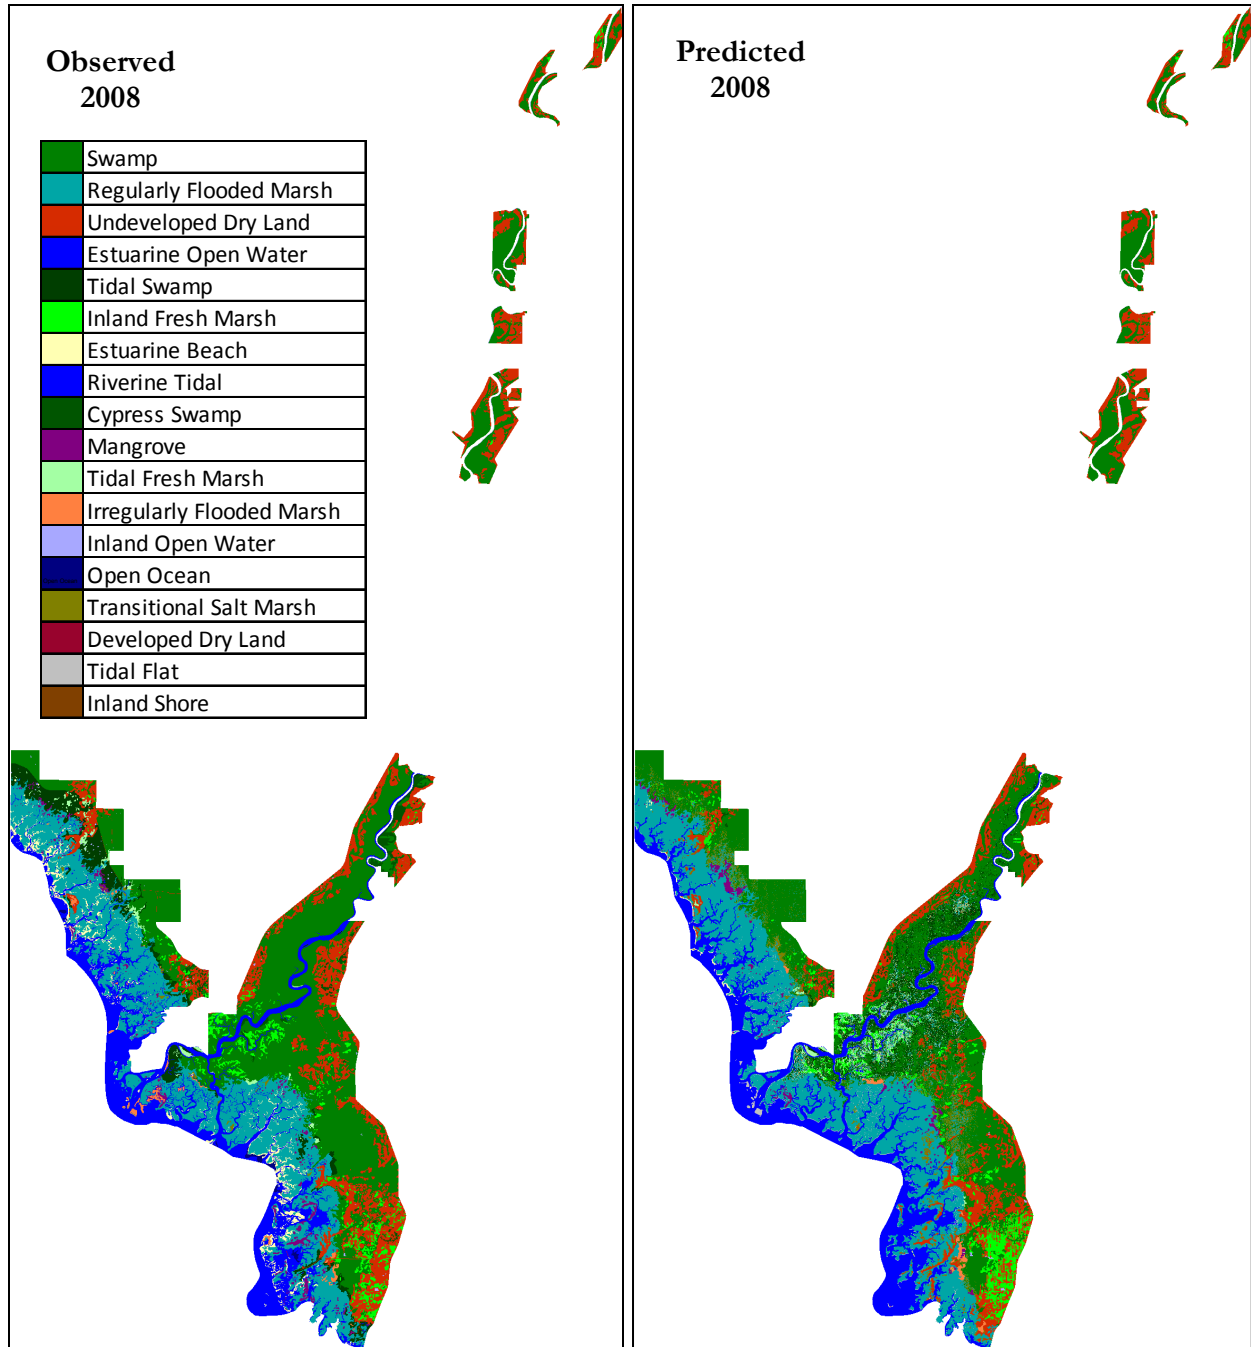 Observed
2008
Predicted
2008
Swamp
Regularly Flooded Marsh
Undeveloped Dry Land
Estuarine Open Water
Tidal Swamp
Inland Fresh Marsh
Estuarine Beach
Riverine Tidal
Cypress Swamp
Mangrove
Tidal Fresh Marsh
Irregularly Flooded Marsh
Inland Open Water
Open Ocean
Transitional Salt Marsh
Developed Dry Land
Tidal Flat
Inland Shore